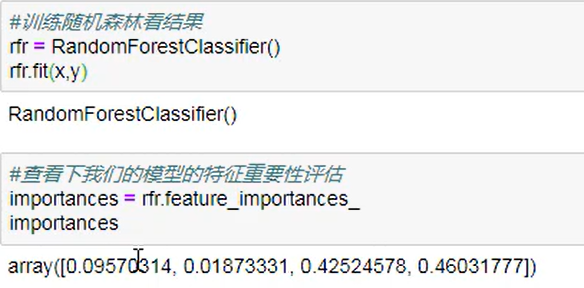 #训练随机森林看结果
rfr = RandomForestClassifier()
rfr.fit(x,y)
RandomForestClassifier()
#查看下我们的模型的特征重要性评估
importances = rfr.feature_importances_
importances
array([0.09570314, 0.01873331, 0.42524578, 0.46031777])